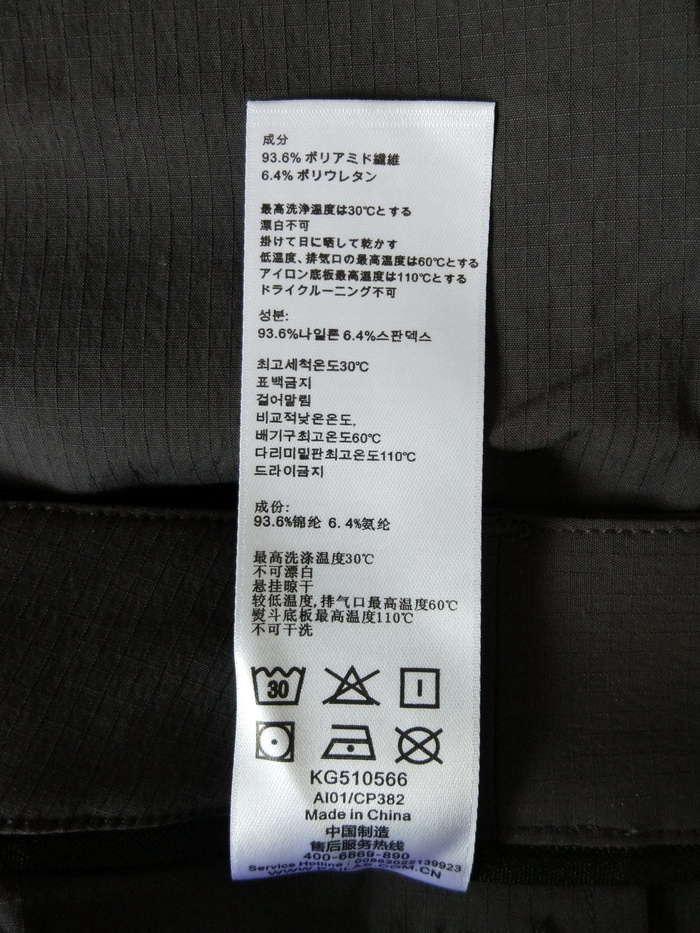 成分
93.6% ポリアミド繊維
6.4% ポリウレタン
最高洗浄温度は30℃とする
漂白不可
掛けて日に晒して乾かす
低温度、排気口の最高温度は60℃とする
アイロン底板最高温度は110℃とする
ドライクルーニング不可
성분:
93.6%나일론 6.4%스판덱스
최고세척온도30℃
표백금지
걸어말림
비교적낮은온도,
배기구최고온도60℃
다리미밑판최고온도110℃
드라이금지
成份:
93.6%锦纶 6.4%氨纶
最高洗涤温度30℃
不可漂白
悬挂晾干
较低温度,排气口最高温度60℃
熨斗底板最高温度110℃
不可干洗
30
KG510566
AI01/CP382
Made in China
中国制造
售后服务热线
400-6869-890
Service Hotline : 00862022139923